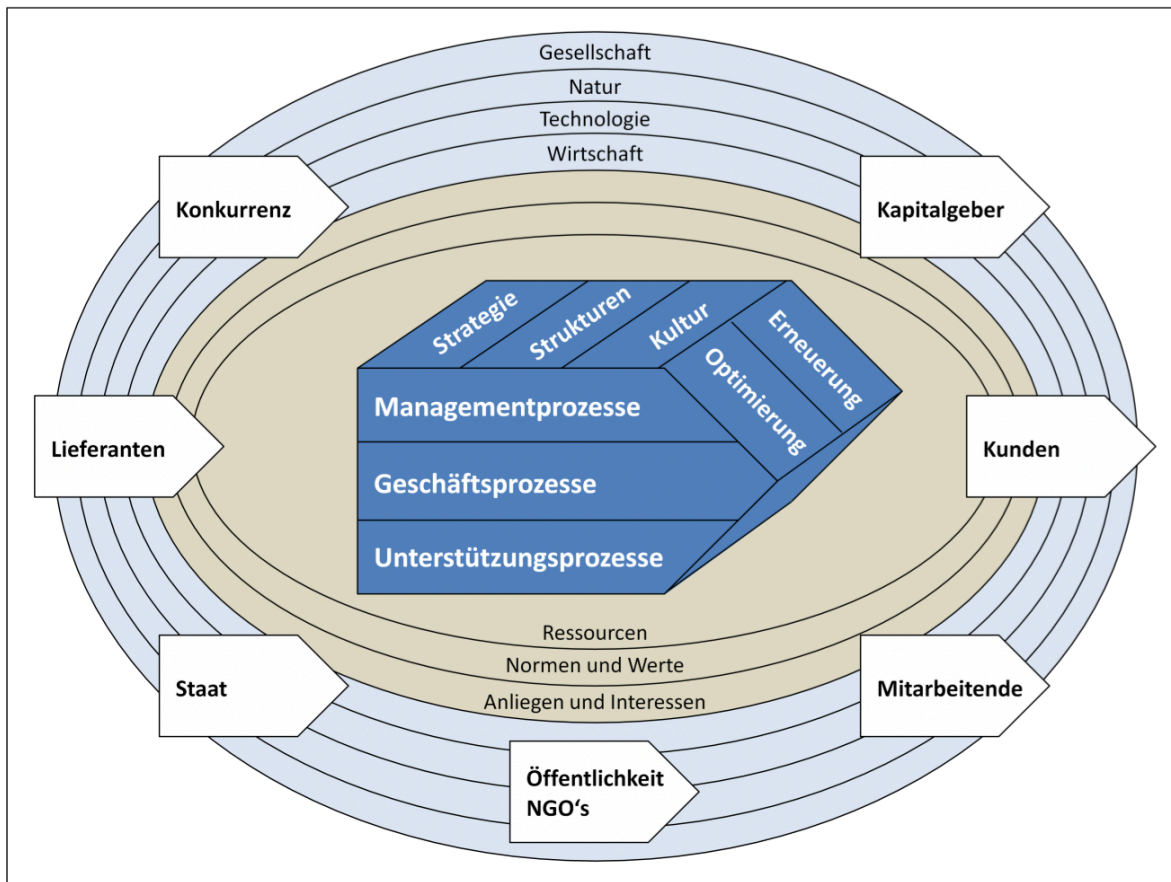 Gesellschaft
Natur
Technologie
Wirtschaft
Konkurrenz
Kapitalgeber
Strategie
Strukturen
Kultur
Erneuerung
Optimierung
Managementprozesse
Lieferanten
Kunden
Geschäftsprozesse
Unterstützungsprozesse
Ressourcen
Normen und Werte
Anliegen und Interessen
Staat
Mitarbeitende
Öffentlichkeit
NGO‘s